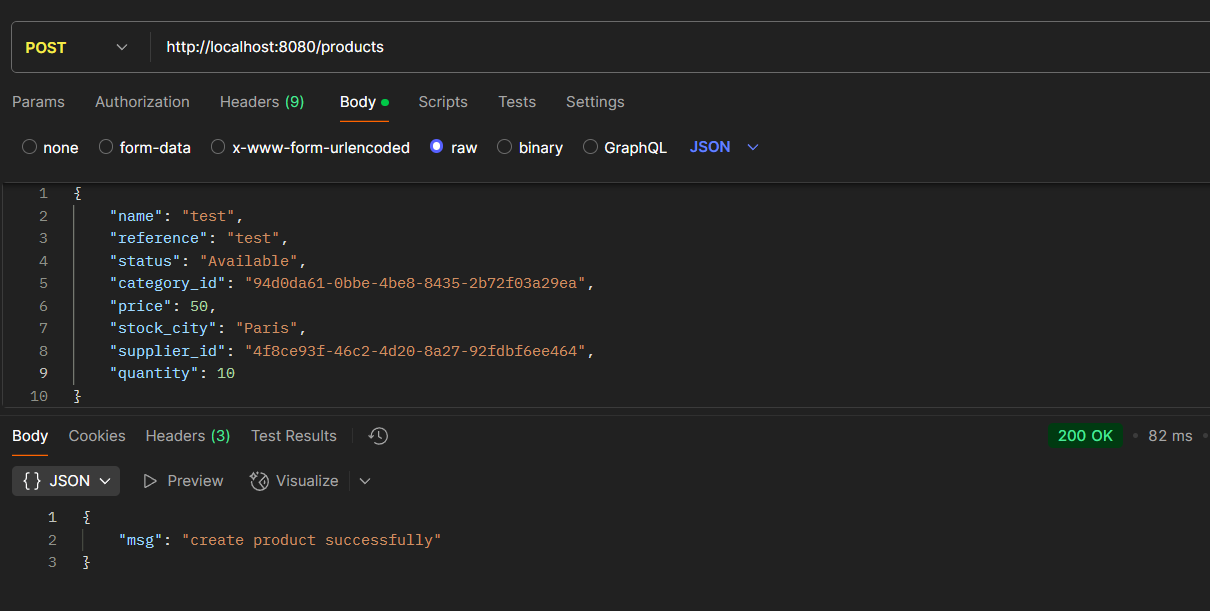 POST http://localhost:8080/products
Params Authorization Headers (9) Body Scripts Tests Settings
none form-data x-www-form-urlencoded raw binary GraphQL JSON
1 {
2 "name": "test",
3 "reference": "test",
4 "status": "Available",
5 "category_id": "94d0da61-0bbe-4be8-8435-2b72f03a29ea",
6 "price": 50,
7 "stock_city": "Paris",
8 "supplier_id": "4f8ce93f-46c2-4d20-8a27-92fdbf6ee464",
9 "quantity": 10
10 }
Body Cookies Headers (3) Test Results 200 OK • 82 ms •
{} JSON Preview Visualize
1 {
2 "msg": "create product successfully"
3 }